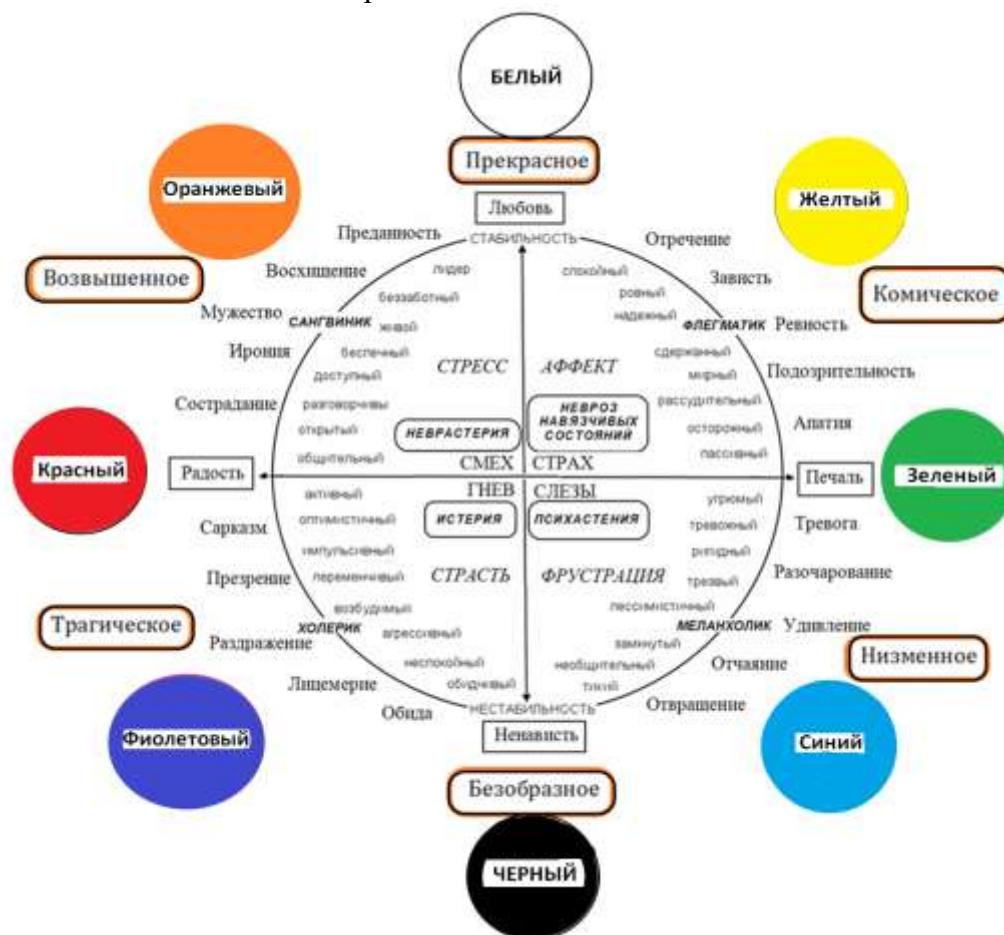 БЕЛЫЙ
Прекрасное
Оранжевый
Желтый
Любовь
Преданность
СТАБИЛЬНОСТЬ
Отречение
Возвышенное
Восхищение
лидер
спокойный
Зависть
Комическое
беззаботный
ровный
Мужество
САНГВИНИК
живой
надежный
ФЛЕГМАТИК
Ревность
Ирония
беспечный
СТРЕСС
АФФЕКТ
сдержанный
доступный
мирный
Подозрительность
Сострадание
разговорчивы
НЕВРОЗ
НАВЯЗЧИВЫХ
СОСТОЯНИЙ
рассудительный
открытый
НЕВРАСТЕРИЯ
осторожный
Апатия
общительный
СМЕХ
СТРАХ
пассивный
Красный
Радость
Печаль
Зеленый
активный
ГНЕВ
СЛЕЗЫ
угрюмый
Сарказм
оптимистичный
ИСТЕРИЯ
ПСИХАСТЕНИЯ
тревожный
Тревога
импульсивный
ригидный
Презрение
переменчивый
СТРАСТЬ
ФРУСТРАЦИЯ
трезвый
Разочарование
возбудимый
пессимистичный
Трагическое
Раздражение
ХОЛЕРИК
агрессивный
МЕЛАНХОЛИК
Удивление
замкнутый
Низменное
неспокойный
необщительный
Отчаяние
Лицемерие
обидчивый
тихий
Обида
НЕСТАБИЛЬНОСТЬ
Отвращение
Фиолетовый
Ненависть
Синий
Безобразное
ЧЕРНЫЙ